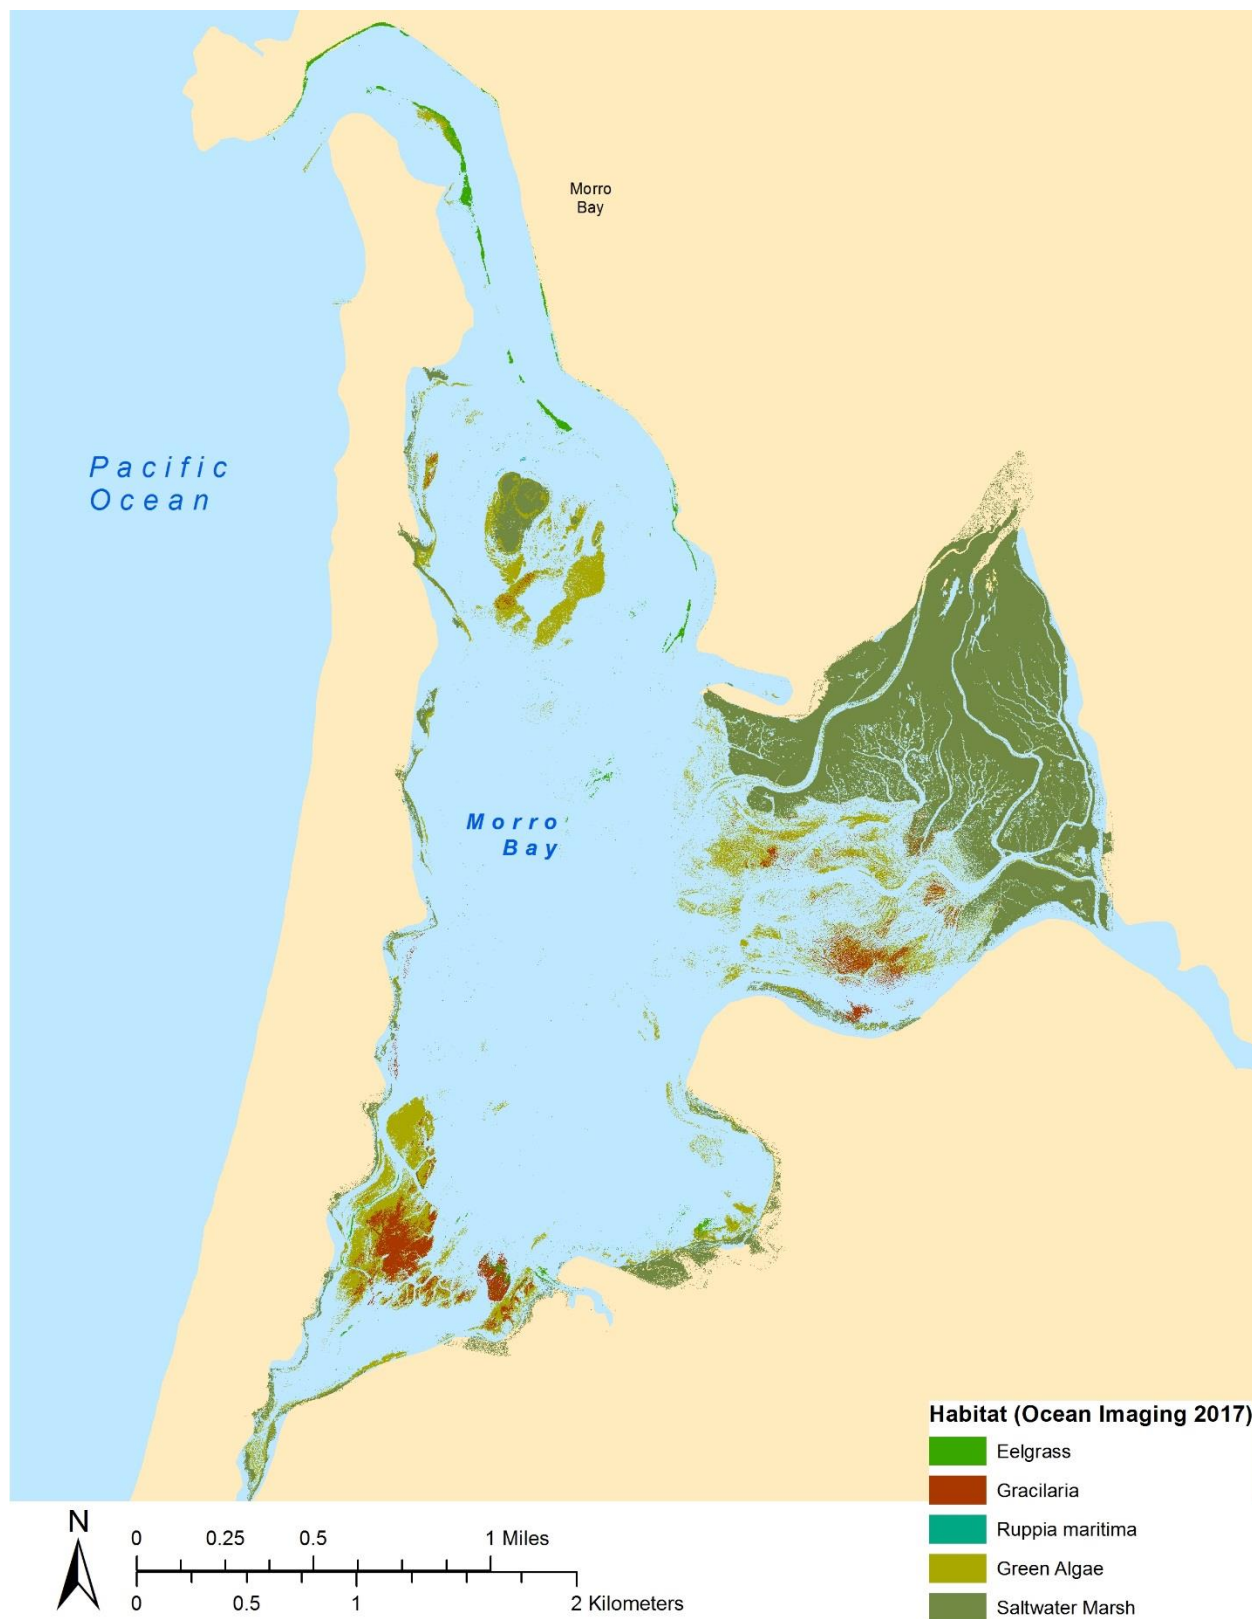 Morro
Bay
Pacific
Ocean
Morro
Bay
Habitat (Ocean Imaging 2017)
Eelgrass
Gracilaria
Ruppia maritima
Green Algae
Saltwater Marsh
N
0 0.25 0.5 1 Miles
0 0.5 1 2 Kilometers